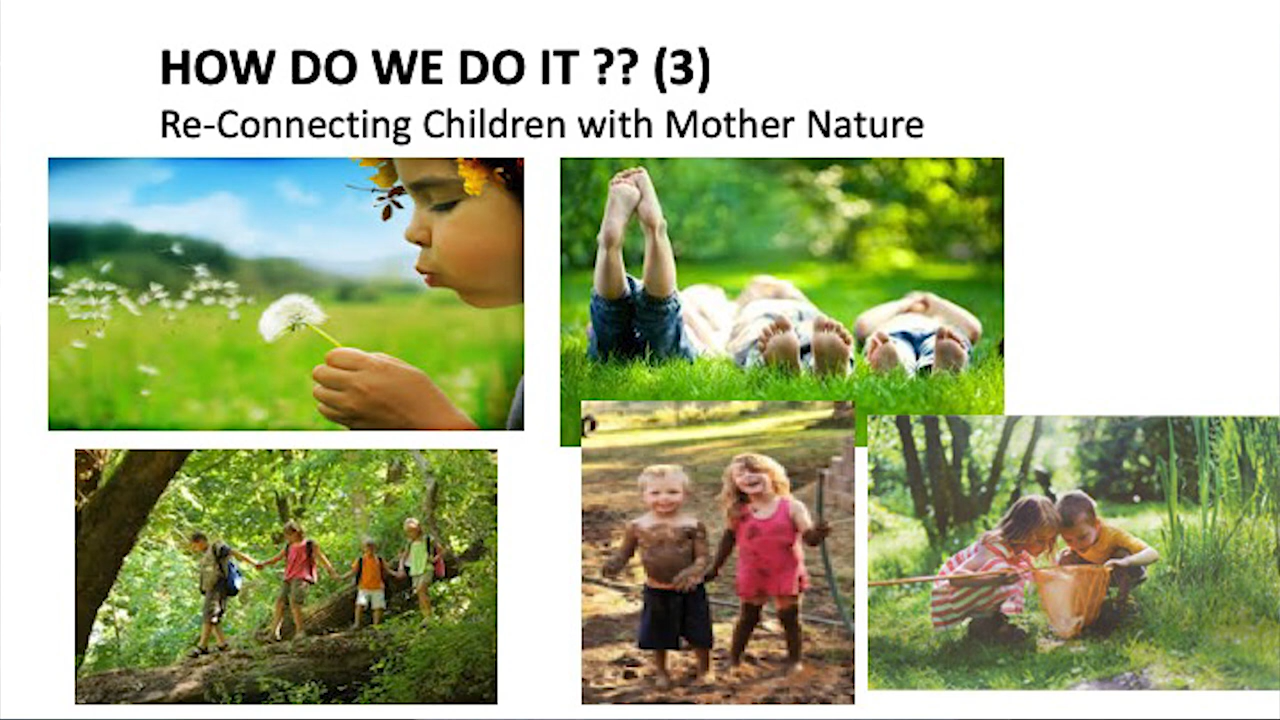 HOW DO WE DO IT ?? (3)
Re-Connecting Children with Mother Nature